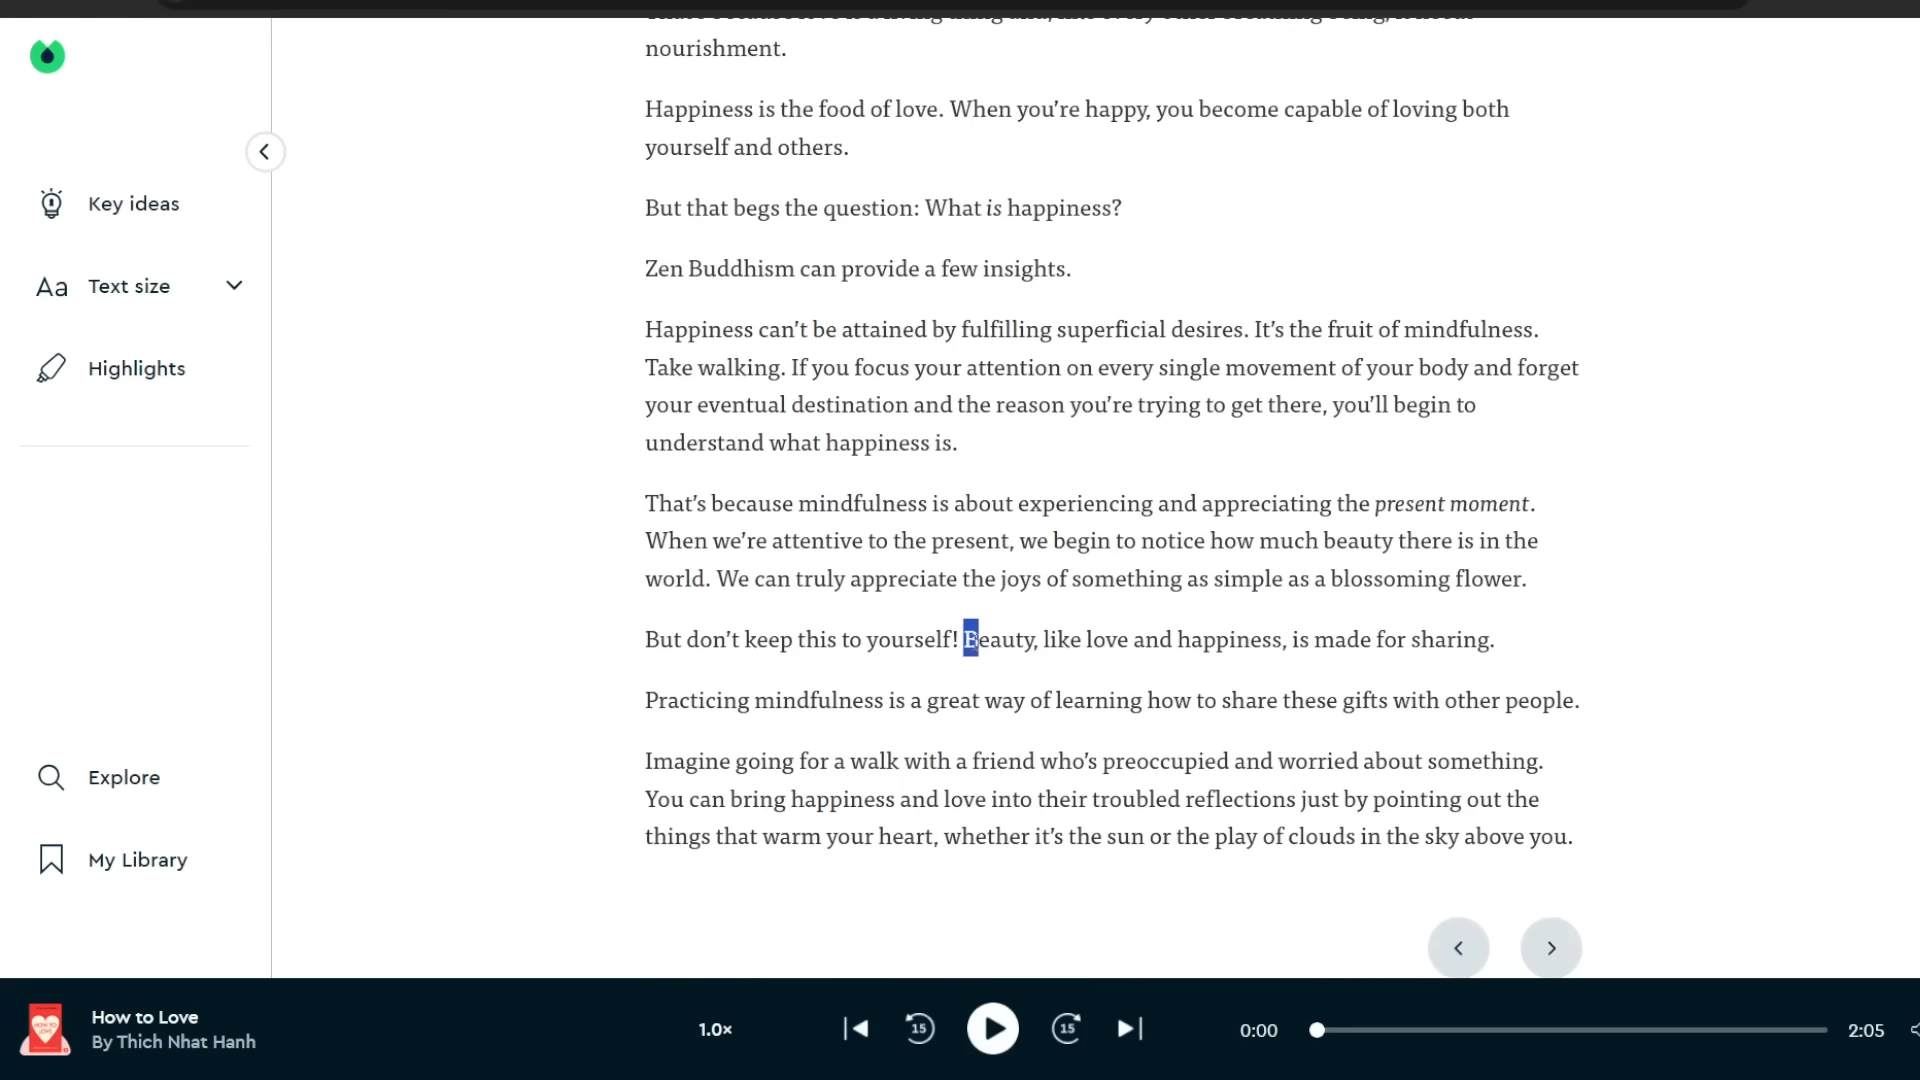 nourishment.
Happiness is the food of love. When you’re happy, you become capable of loving both
yourself and others.
But that begs the question: What is happiness?
Zen Buddhism can provide a few insights.
Happiness can’t be attained by fulfilling superficial desires. It’s the fruit of mindfulness.
Take walking. If you focus your attention on every single movement of your body and forget
your eventual destination and the reason you’re trying to get there, you’ll begin to
understand what happiness is.
That’s because mindfulness is about experiencing and appreciating the present moment.
When we’re attentive to the present, we begin to notice how much beauty there is in the
world. We can truly appreciate the joys of something as simple as a blossoming flower.
But don’t keep this to yourself! Beauty, like love and happiness, is made for sharing.
Practicing mindfulness is a great way of learning how to share these gifts with other people.
Imagine going for a walk with a friend who’s preoccupied and worried about something.
You can bring happiness and love into their troubled reflections just by pointing out the
things that warm your heart, whether it’s the sun or the play of clouds in the sky above you.
Key ideas
Aa Text size
Highlights
Explore
My Library
How to Love
By Thich Nhat Hanh
1.0×
15
15
0:00
2:05